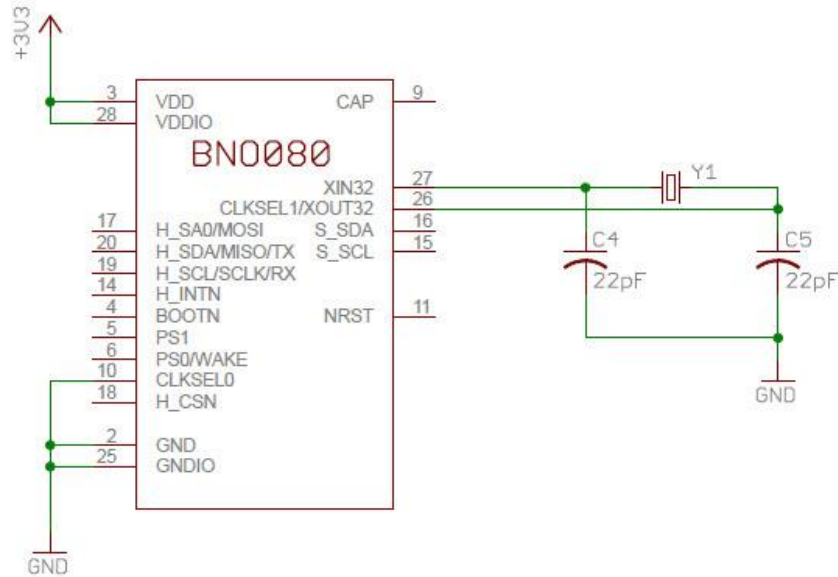 +3V3
3 VDD CAP 9
28 VDDIO
BNO080
XIN32 27 Y1
CLKSEL1/XOUT32 26
17 H_SA0/MOSI S_SDA 16
20 H_SDA/MISO/TX S_SCL 15
C4 C5
19 H_SCL/SCLK/RX
22pF 22pF
14 H_INTN
4 BOOTN NRST 11
5 PS1
6 PS0/WAKE
10 CLKSEL0
GND
18 H_CSN
2 GND
25 GNDIO
GND